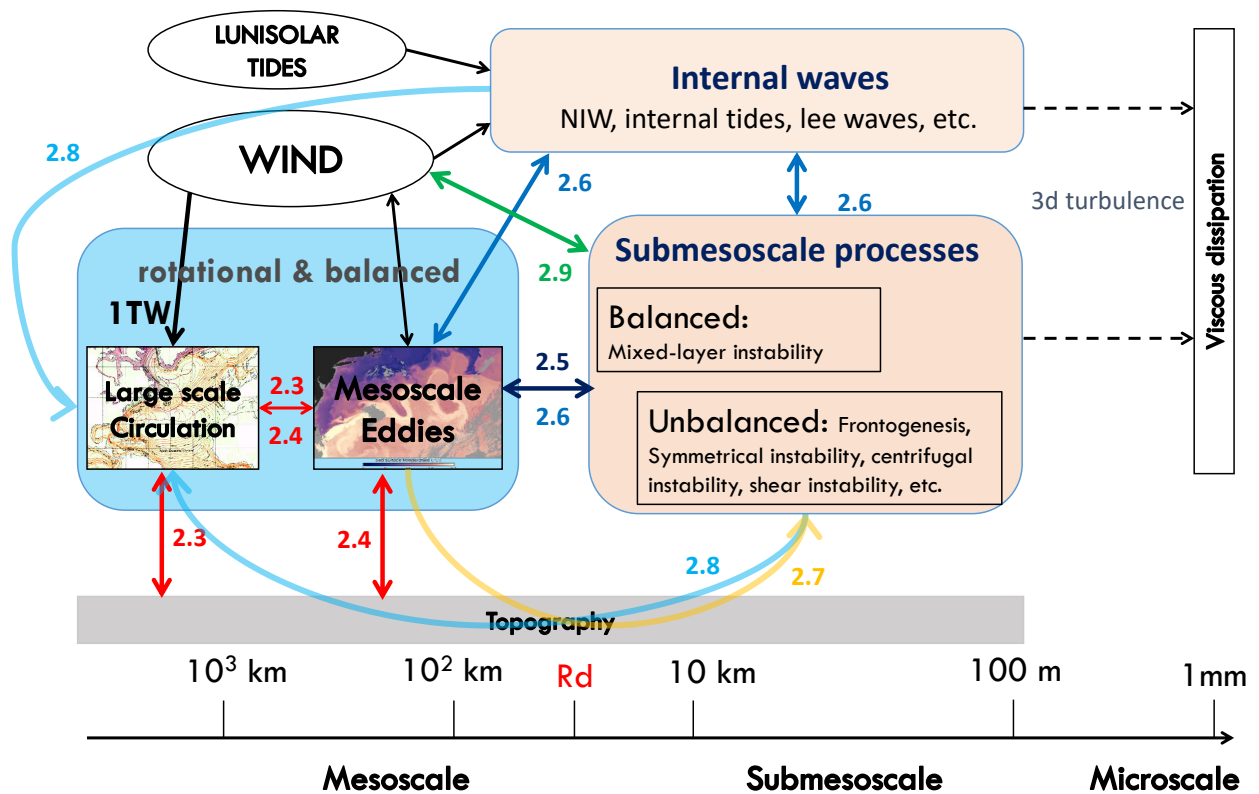 LUNISOLAR
TIDES
Internal waves
NIW, internal tides, lee waves, etc.
WIND
2.8
2.6
2.6
3d turbulence
Viscous dissipation
rotational & balanced
2.9
Submesoscale processes
1TW
Balanced:
Mixed-layer instability
2.5
2.6
Large scale
Circulation
2.3
2.4
Mesoscale
Eddies
Unbalanced: Frontogenesis,
Symmetrical instability, centrifugal
instability, shear instability, etc.
2.3
2.4
2.8
2.7
Topography
10³ km
10² km
Rd
10 km
100 m
1mm
Mesoscale
Submesoscale
Microscale